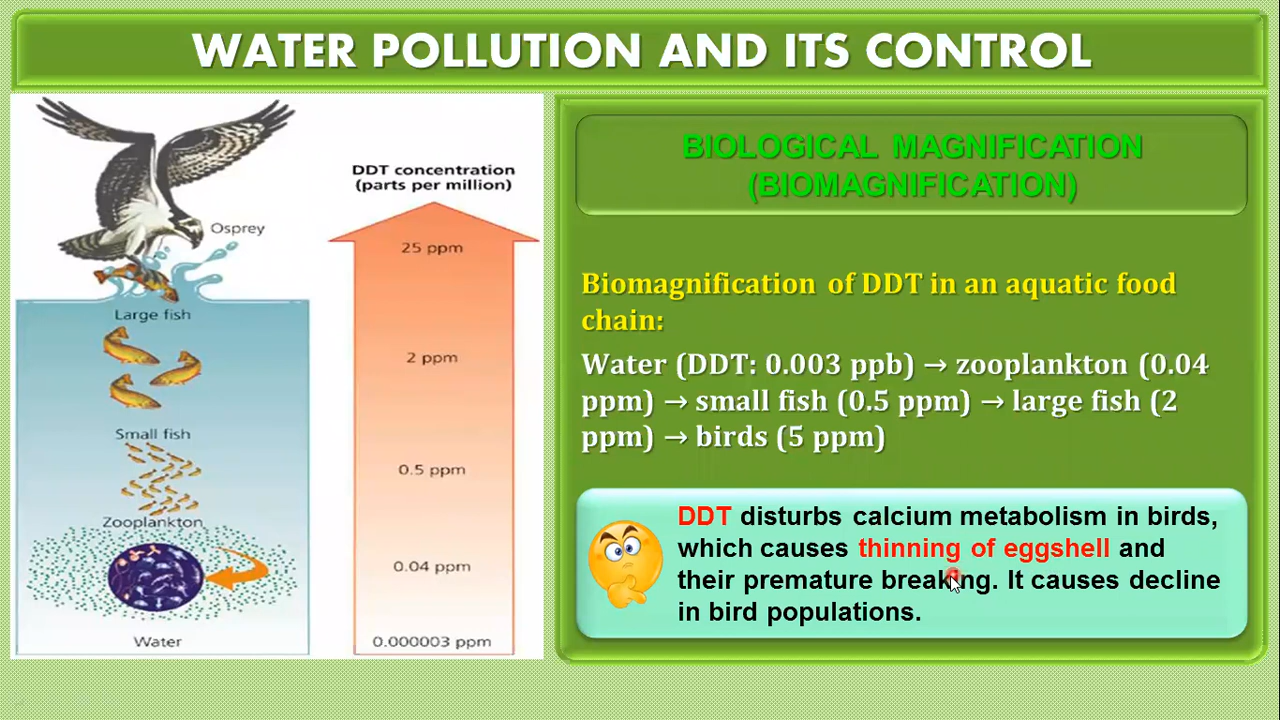 WATER POLLUTION AND ITS CONTROL
DDT concentration
(parts per million)
Osprey
25 ppm
Large fish
2 ppm
Small fish
0.5 ppm
Zooplankton
0.04 ppm
Water
0.000003 ppm
BIOLOGICAL MAGNIFICATION
(BIOMAGNIFICATION)
Biomagnification of DDT in an aquatic food
chain:
Water (DDT: 0.003 ppb) → zooplankton (0.04
ppm) → small fish (0.5 ppm) → large fish (2
ppm) → birds (5 ppm)
DDT disturbs calcium metabolism in birds,
which causes thinning of eggshell and
their premature breaking. It causes decline
in bird populations.